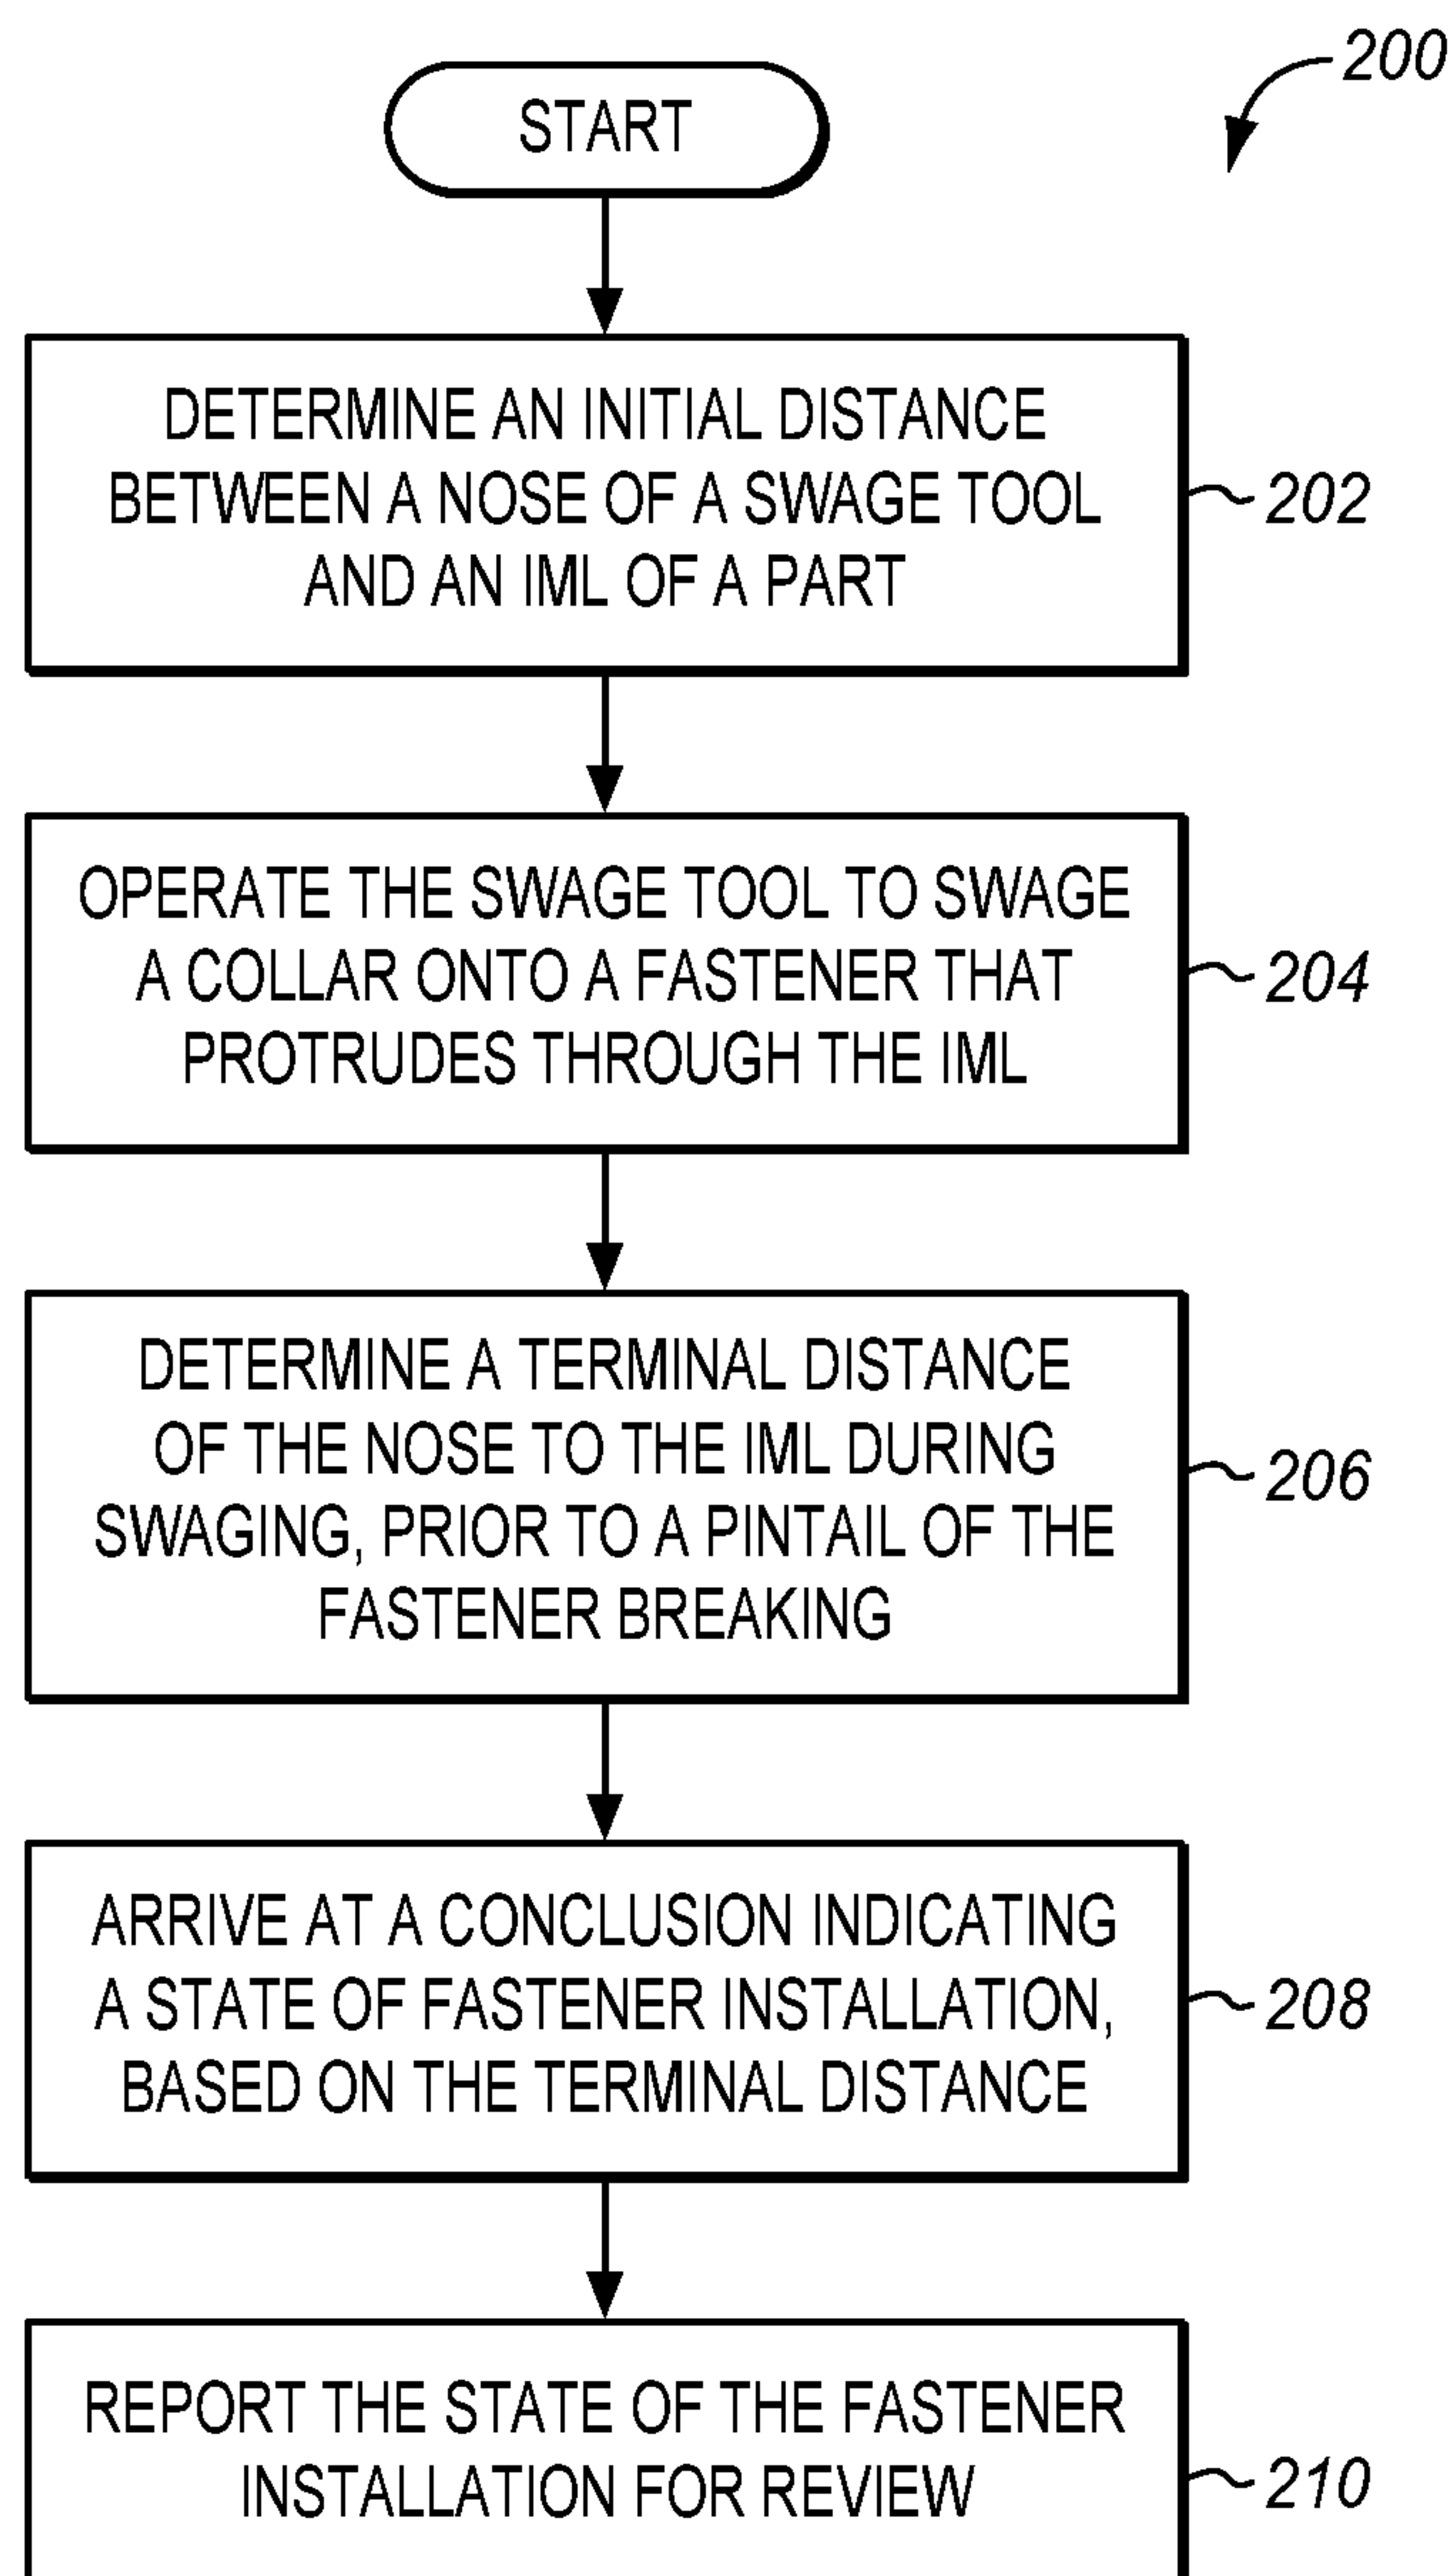 200
START
DETERMINE AN INITIAL DISTANCE
BETWEEN A NOSE OF A SWAGE TOOL
AND AN IML OF A PART
202
OPERATE THE SWAGE TOOL TO SWAGE
A COLLAR ONTO A FASTENER THAT
PROTRUDES THROUGH THE IML
204
DETERMINE A TERMINAL DISTANCE
OF THE NOSE TO THE IML DURING
SWAGING, PRIOR TO A PINTAIL OF THE
FASTENER BREAKING
206
ARRIVE AT A CONCLUSION INDICATING
A STATE OF FASTENER INSTALLATION,
BASED ON THE TERMINAL DISTANCE
208
REPORT THE STATE OF THE FASTENER
INSTALLATION FOR REVIEW
210